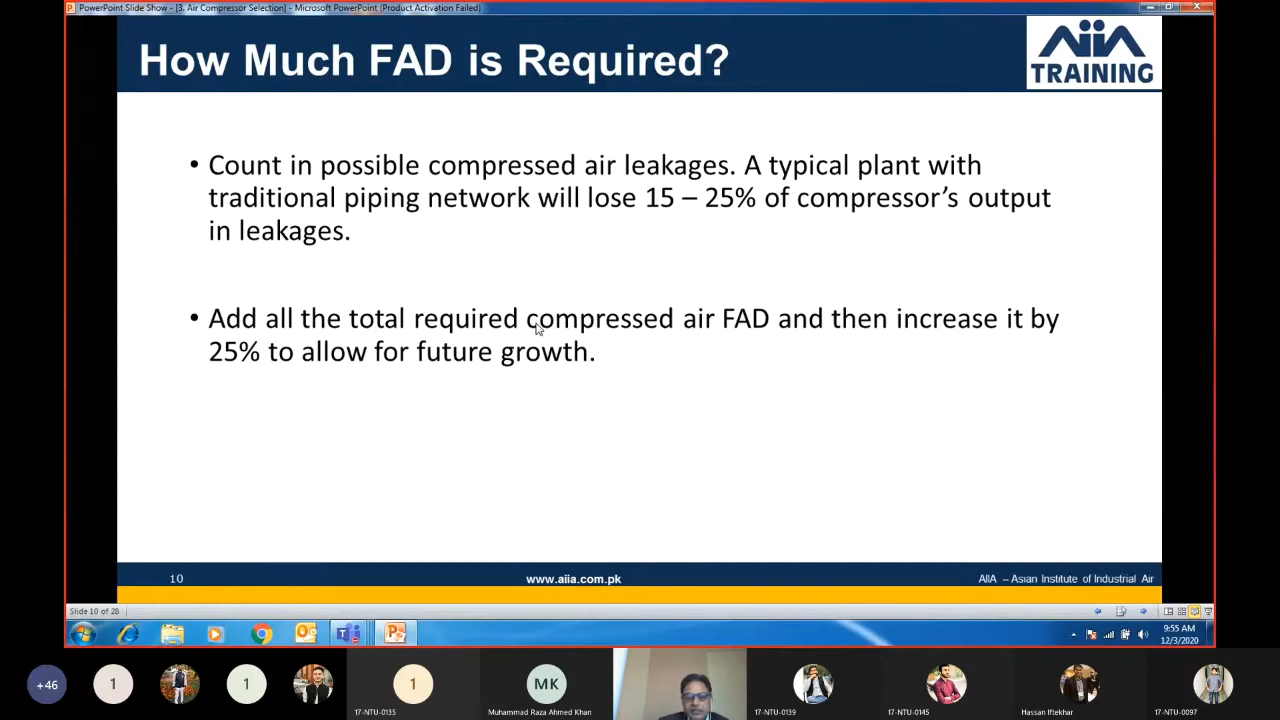 PowerPoint Slide Show - [3. Air Compressor Selection] - Microsoft PowerPoint (Product Activation Failed)
How Much FAD is Required?
AiiA
TRAINING
• Count in possible compressed air leakages. A typical plant with
traditional piping network will lose 15 – 25% of compressor’s output
in leakages.
• Add all the total required compressed air FAD and then increase it by
25% to allow for future growth.
10
www.aiia.com.pk
AIIA – Asian Institute of Industrial Air
Slide 10 of 28
9:55 AM
12/3/2020
+46
1
1
1
MK
17-NTU-0135
Muhammad Raza Ahmed Khan
17-NTU-0139
17-NTU-0145
Hassan Iftekhar
17-NTU-0097